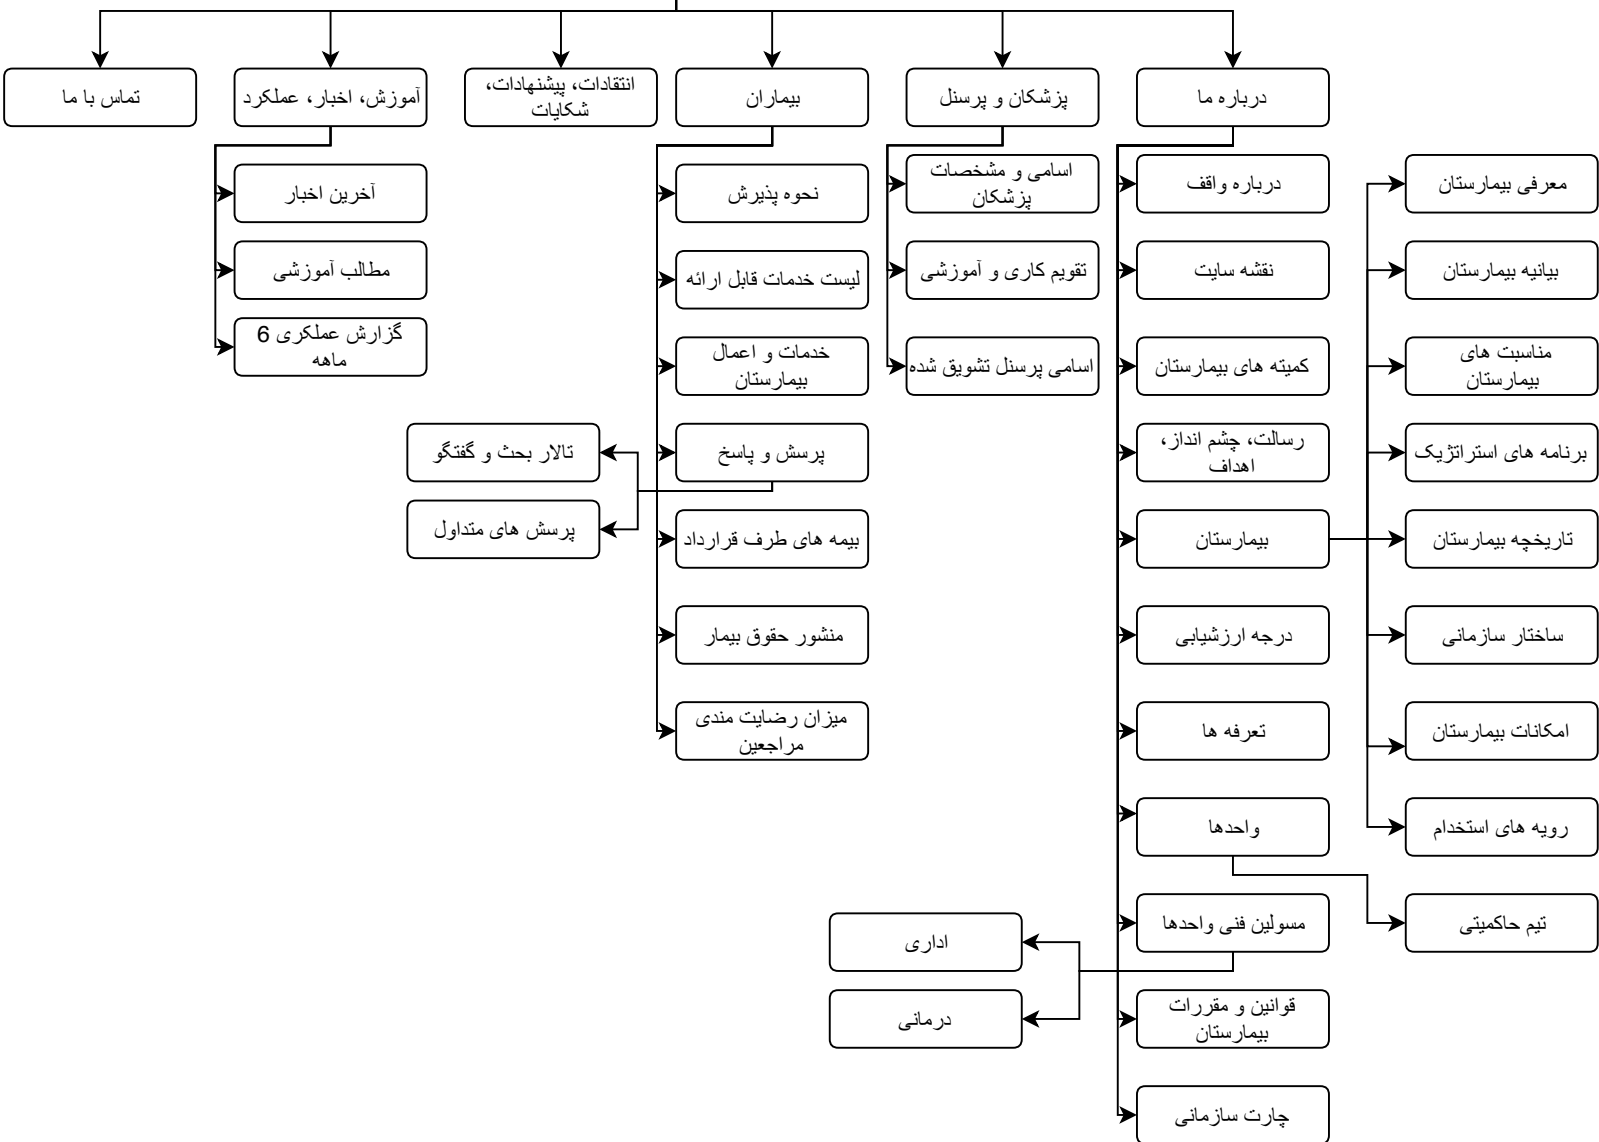 درباره ما
پزشکان و پرسنل
بیماران
انتقادات، پیشنهادات،
شکایات
آموزش، اخبار، عملکرد
تماس با ما
درباره واقف
نقشه سایت
کمیته های بیمارستان
رسالت، چشم انداز،
اهداف
بیمارستان
درجه ارزشیابی
تعرفه ها
واحدها
مسولین فنی واحدها
قوانین و مقررات
بیمارستان
چارت سازمانی
معرفی بیمارستان
بیانیه بیمارستان
مناسبت های
بیمارستان
برنامه های استراتژیک
تاریخچه بیمارستان
ساختار سازمانی
امکانات بیمارستان
رویه های استخدام
تیم حاکمیتی
اداری
درمانی
اسامی و مشخصات
پزشکان
تقویم کاری و آموزشی
اسامی پرسنل تشویق شده
نحوه پذیرش
لیست خدمات قابل ارائه
خدمات و اعمال
بیمارستان
پرسش و پاسخ
بیمه های طرف قرارداد
منشور حقوق بیمار
میزان رضایت مندی
مراجعین
تالار بحث و گفتگو
پرسش های متداول
آخرین اخبار
مطالب آموزشی
گزارش عملکری 6
ماهه